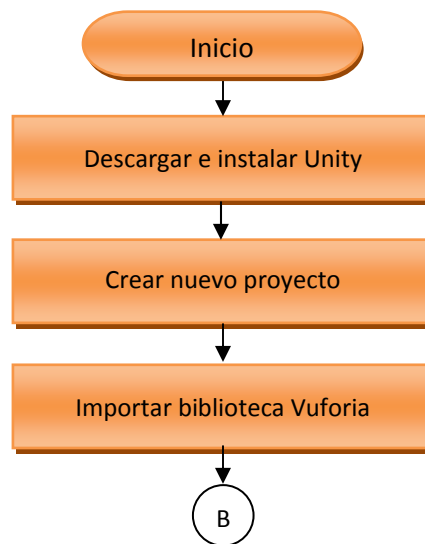 Inicio
Descargar e instalar Unity
Crear nuevo proyecto
Importar biblioteca Vuforia
B